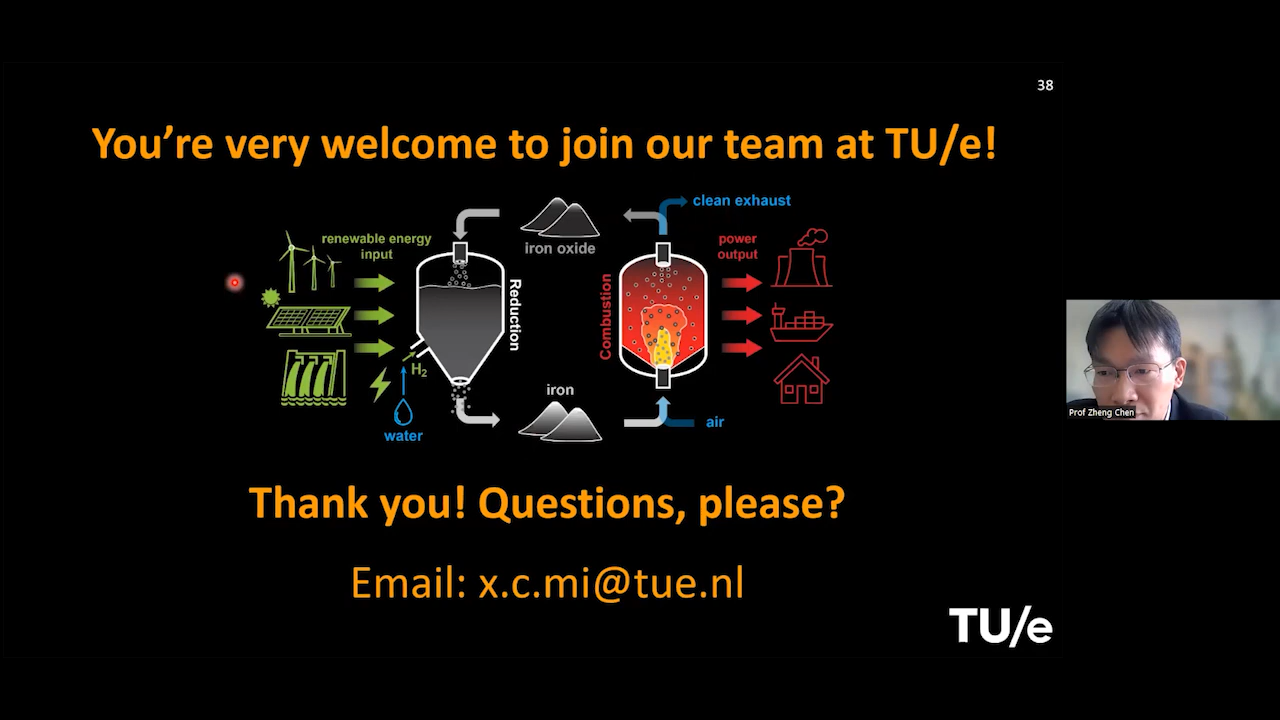 38
You're very welcome to join our team at TU/e!
clean exhaust
renewable energy
input
iron oxide
power
output
Reduction
Combustion
H₂
iron
water
air
Prof Zheng Chen
Thank you! Questions, please?
Email: x.c.mi@tue.nl
TU/e